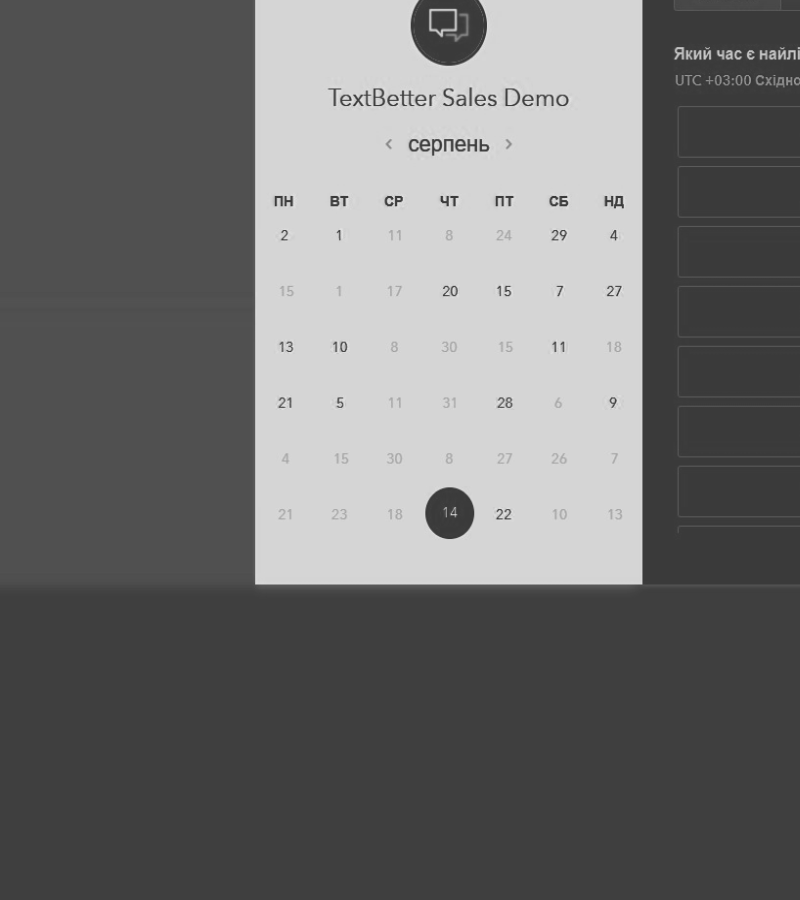 TextBetter Sales Demo
< серпень >
ПН ВТ СР ЧТ ПТ СБ НД
2 1 11 8 24 29 4
15 1 17 20 15 7 27
13 10 8 30 15 11 18
21 5 11 31 28 6 9
4 15 30 8 27 26 7
21 23 18 14 22 10 13
Який час є найлі
UTC +03:00 Східно